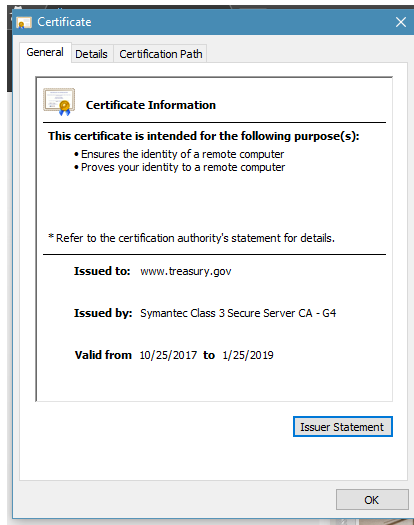 Certificate
General Details Certification Path
Certificate Information
This certificate is intended for the following purpose(s):
• Ensures the identity of a remote computer
• Proves your identity to a remote computer
* Refer to the certification authority's statement for details.
Issued to: www.treasury.gov
Issued by: Symantec Class 3 Secure Server CA - G4
Valid from 10/25/2017 to 1/25/2019
Issuer Statement
OK